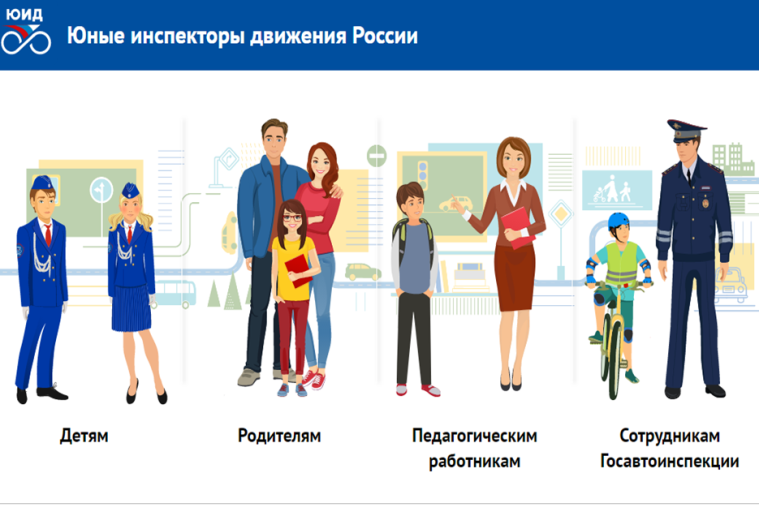 ЮИД
Юные инспекторы движения России
Детям
Родителям
Педагогическим
работникам
Сотрудникам
Госавтоинспекции